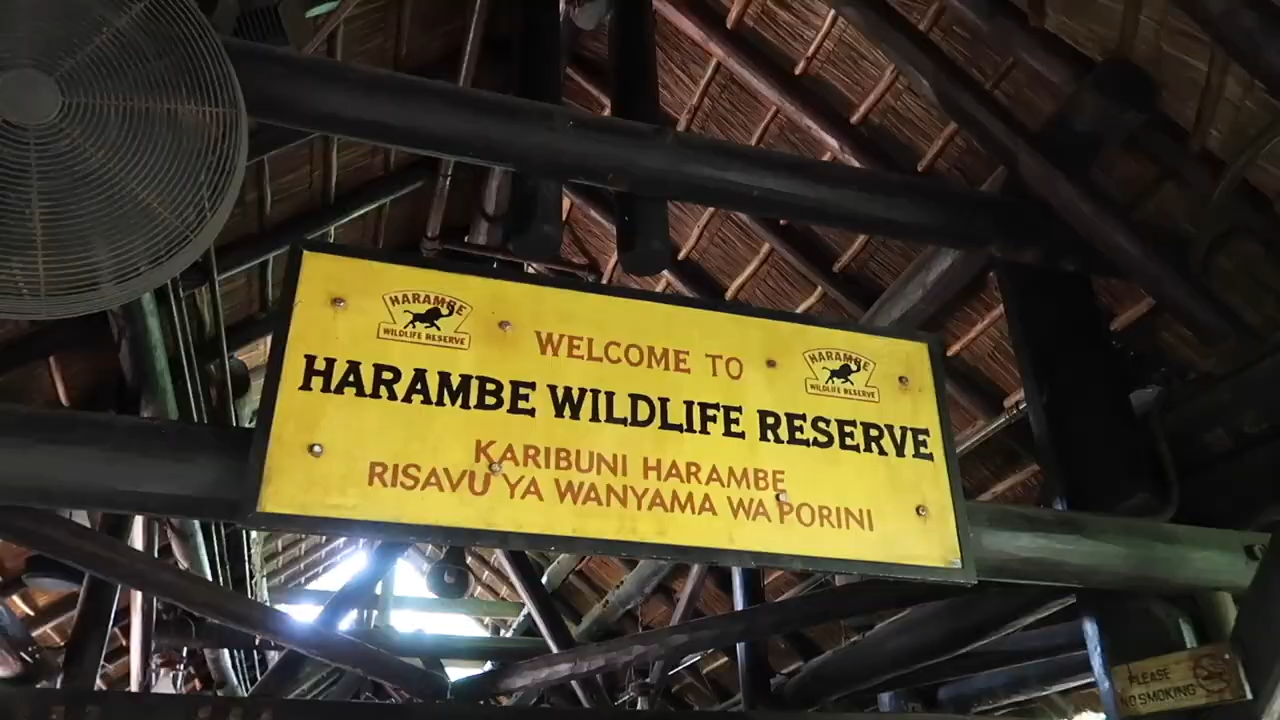 HARAMBE
WILDLIFE RESERVE
WELCOME TO
HARAMBE
WILDLIFE RESERVE
HARAMBE WILDLIFE RESERVE
KARIBUNI HARAMBE
RISAVU YA WANYAMA WA PORINI
PLEASE
NO SMOKING